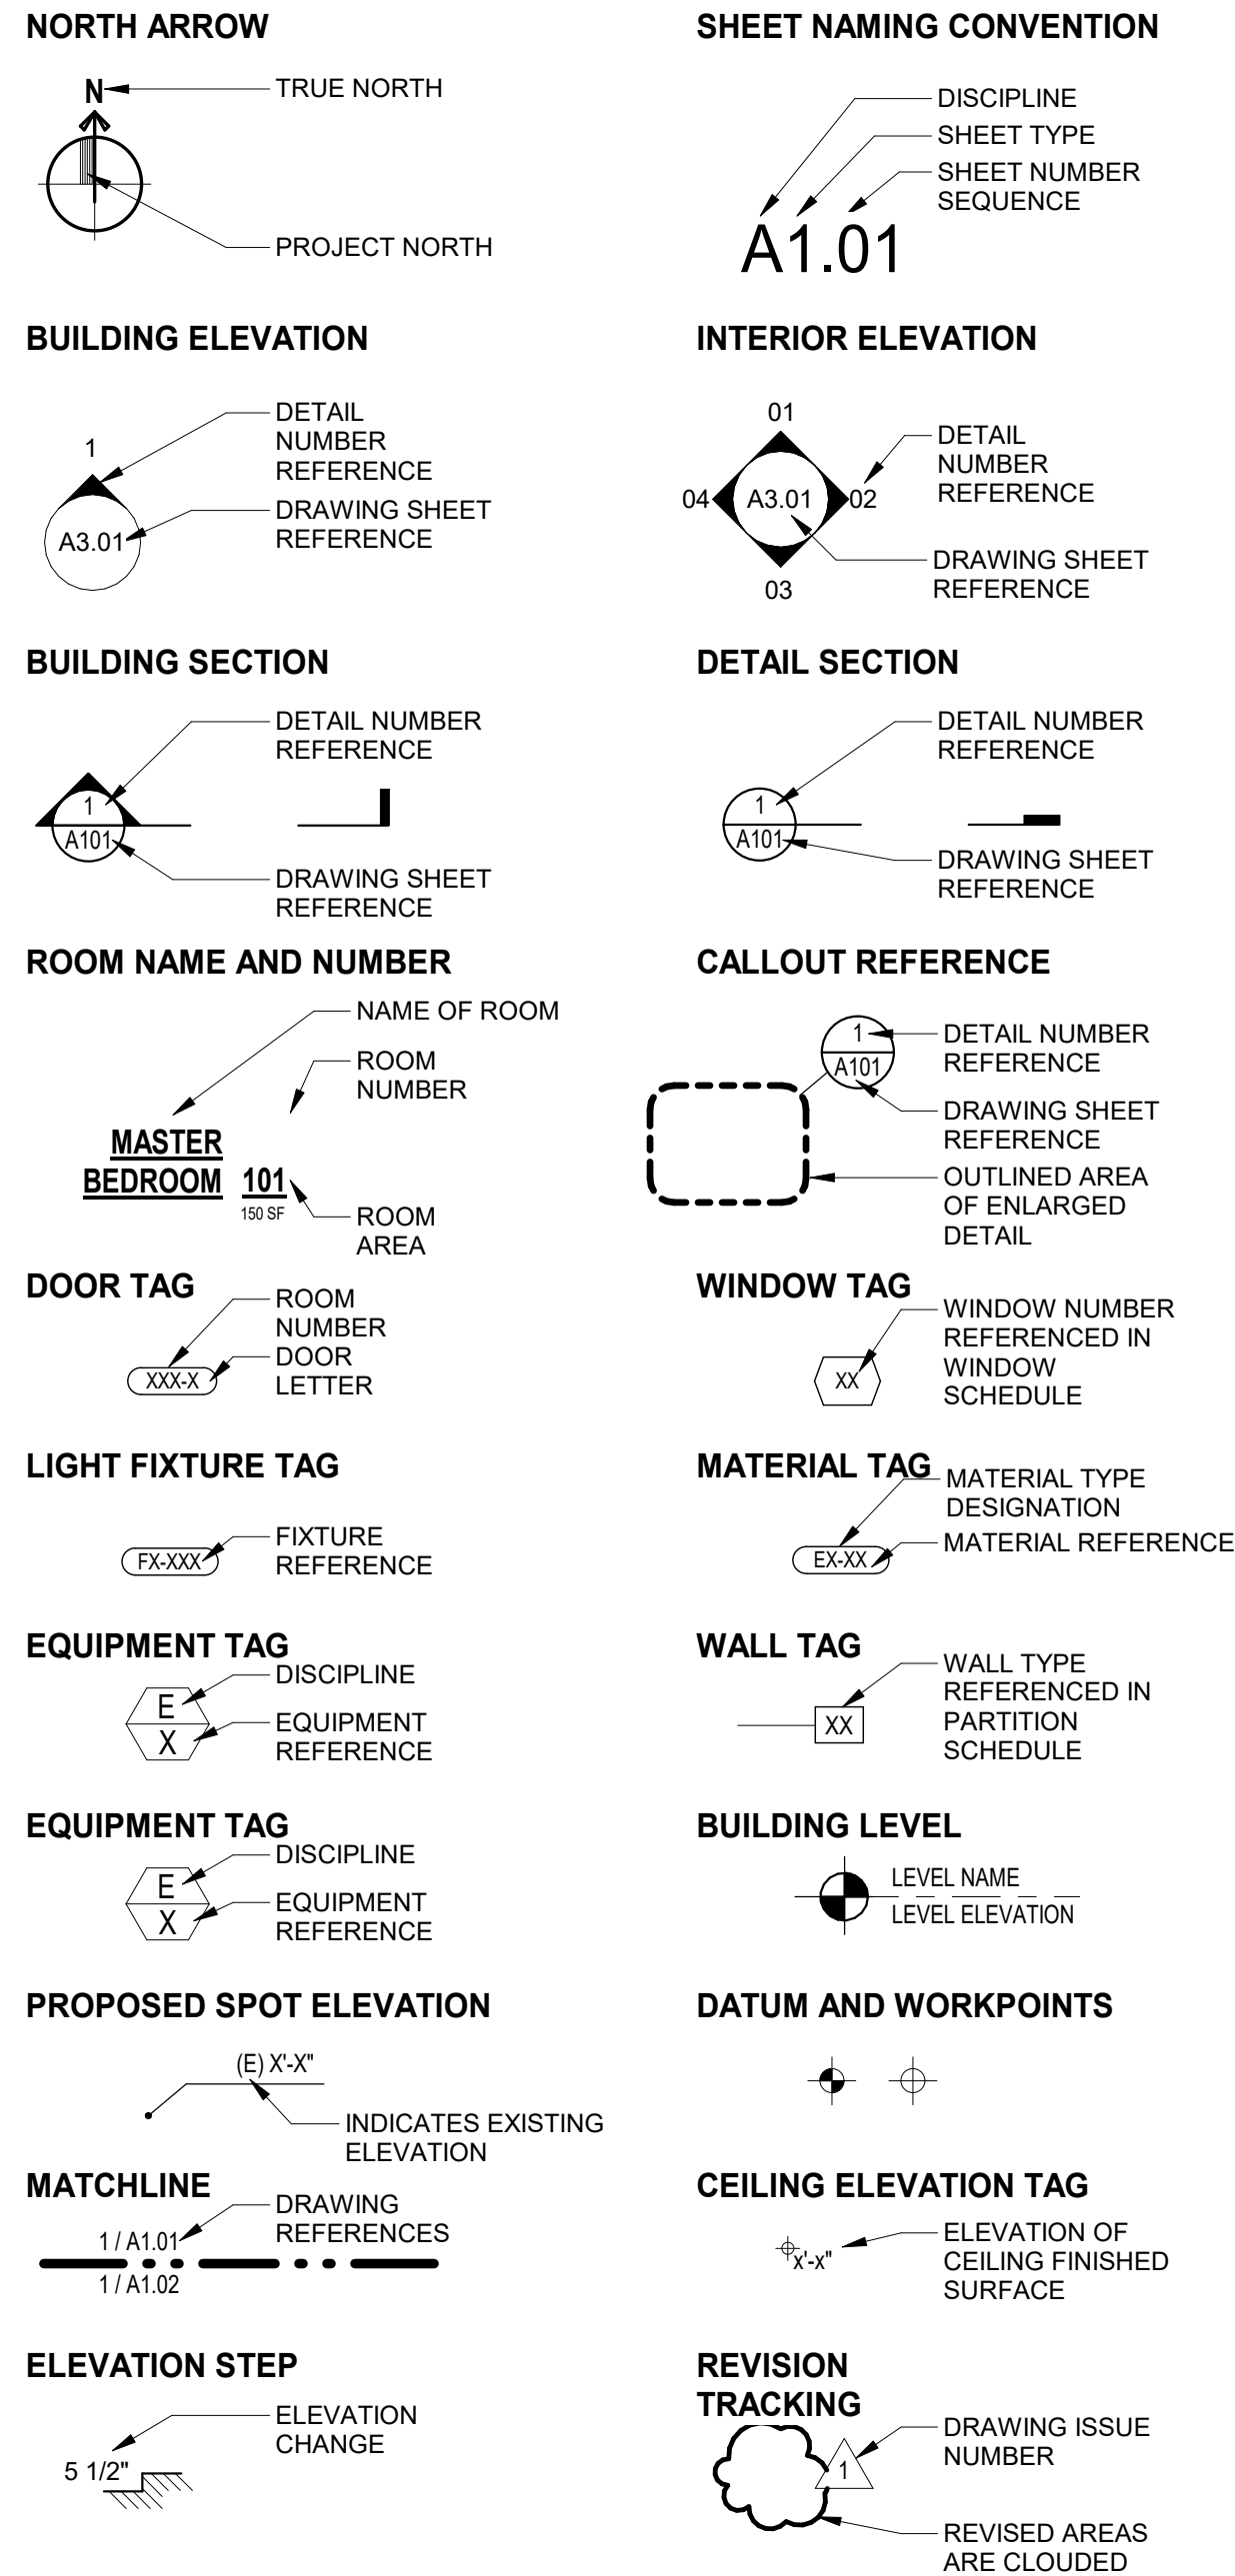 NORTH ARROW
N
TRUE NORTH
PROJECT NORTH
SHEET NAMING CONVENTION
DISCIPLINE
SHEET TYPE
SHEET NUMBER
SEQUENCE
A1.01
BUILDING ELEVATION
1
A3.01
DETAIL
NUMBER
REFERENCE
DRAWING SHEET
REFERENCE
INTERIOR ELEVATION
01
04
A3.01
02
03
DETAIL
NUMBER
REFERENCE
DRAWING SHEET
REFERENCE
BUILDING SECTION
DETAIL NUMBER
REFERENCE
1
A101
DRAWING SHEET
REFERENCE
DETAIL SECTION
DETAIL NUMBER
REFERENCE
1
A101
DRAWING SHEET
REFERENCE
ROOM NAME AND NUMBER
NAME OF ROOM
ROOM
NUMBER
MASTER
BEDROOM 101
150 SF
ROOM
AREA
CALLOUT REFERENCE
1
A101
DETAIL NUMBER
REFERENCE
DRAWING SHEET
REFERENCE
OUTLINED AREA
OF ENLARGED
DETAIL
DOOR TAG
ROOM
NUMBER
DOOR
LETTER
XXX-X
WINDOW TAG
WINDOW NUMBER
REFERENCED IN
WINDOW
SCHEDULE
XX
LIGHT FIXTURE TAG
FX-XXX
FIXTURE
REFERENCE
MATERIAL TAG
MATERIAL TYPE
DESIGNATION
MATERIAL REFERENCE
EX-XX
EQUIPMENT TAG
DISCIPLINE
E
X
EQUIPMENT
REFERENCE
WALL TAG
WALL TYPE
REFERENCED IN
PARTITION
SCHEDULE
XX
EQUIPMENT TAG
DISCIPLINE
E
X
EQUIPMENT
REFERENCE
BUILDING LEVEL
LEVEL NAME
LEVEL ELEVATION
PROPOSED SPOT ELEVATION
(E) X'-X"
INDICATES EXISTING
ELEVATION
DATUM AND WORKPOINTS
MATCHLINE
DRAWING
REFERENCES
1 / A1.01
1 / A1.02
CEILING ELEVATION TAG
x'-x"
ELEVATION OF
CEILING FINISHED
SURFACE
ELEVATION STEP
ELEVATION
CHANGE
5 1/2"
REVISION
TRACKING
DRAWING ISSUE
NUMBER
1
REVISED AREAS
ARE CLOUDED